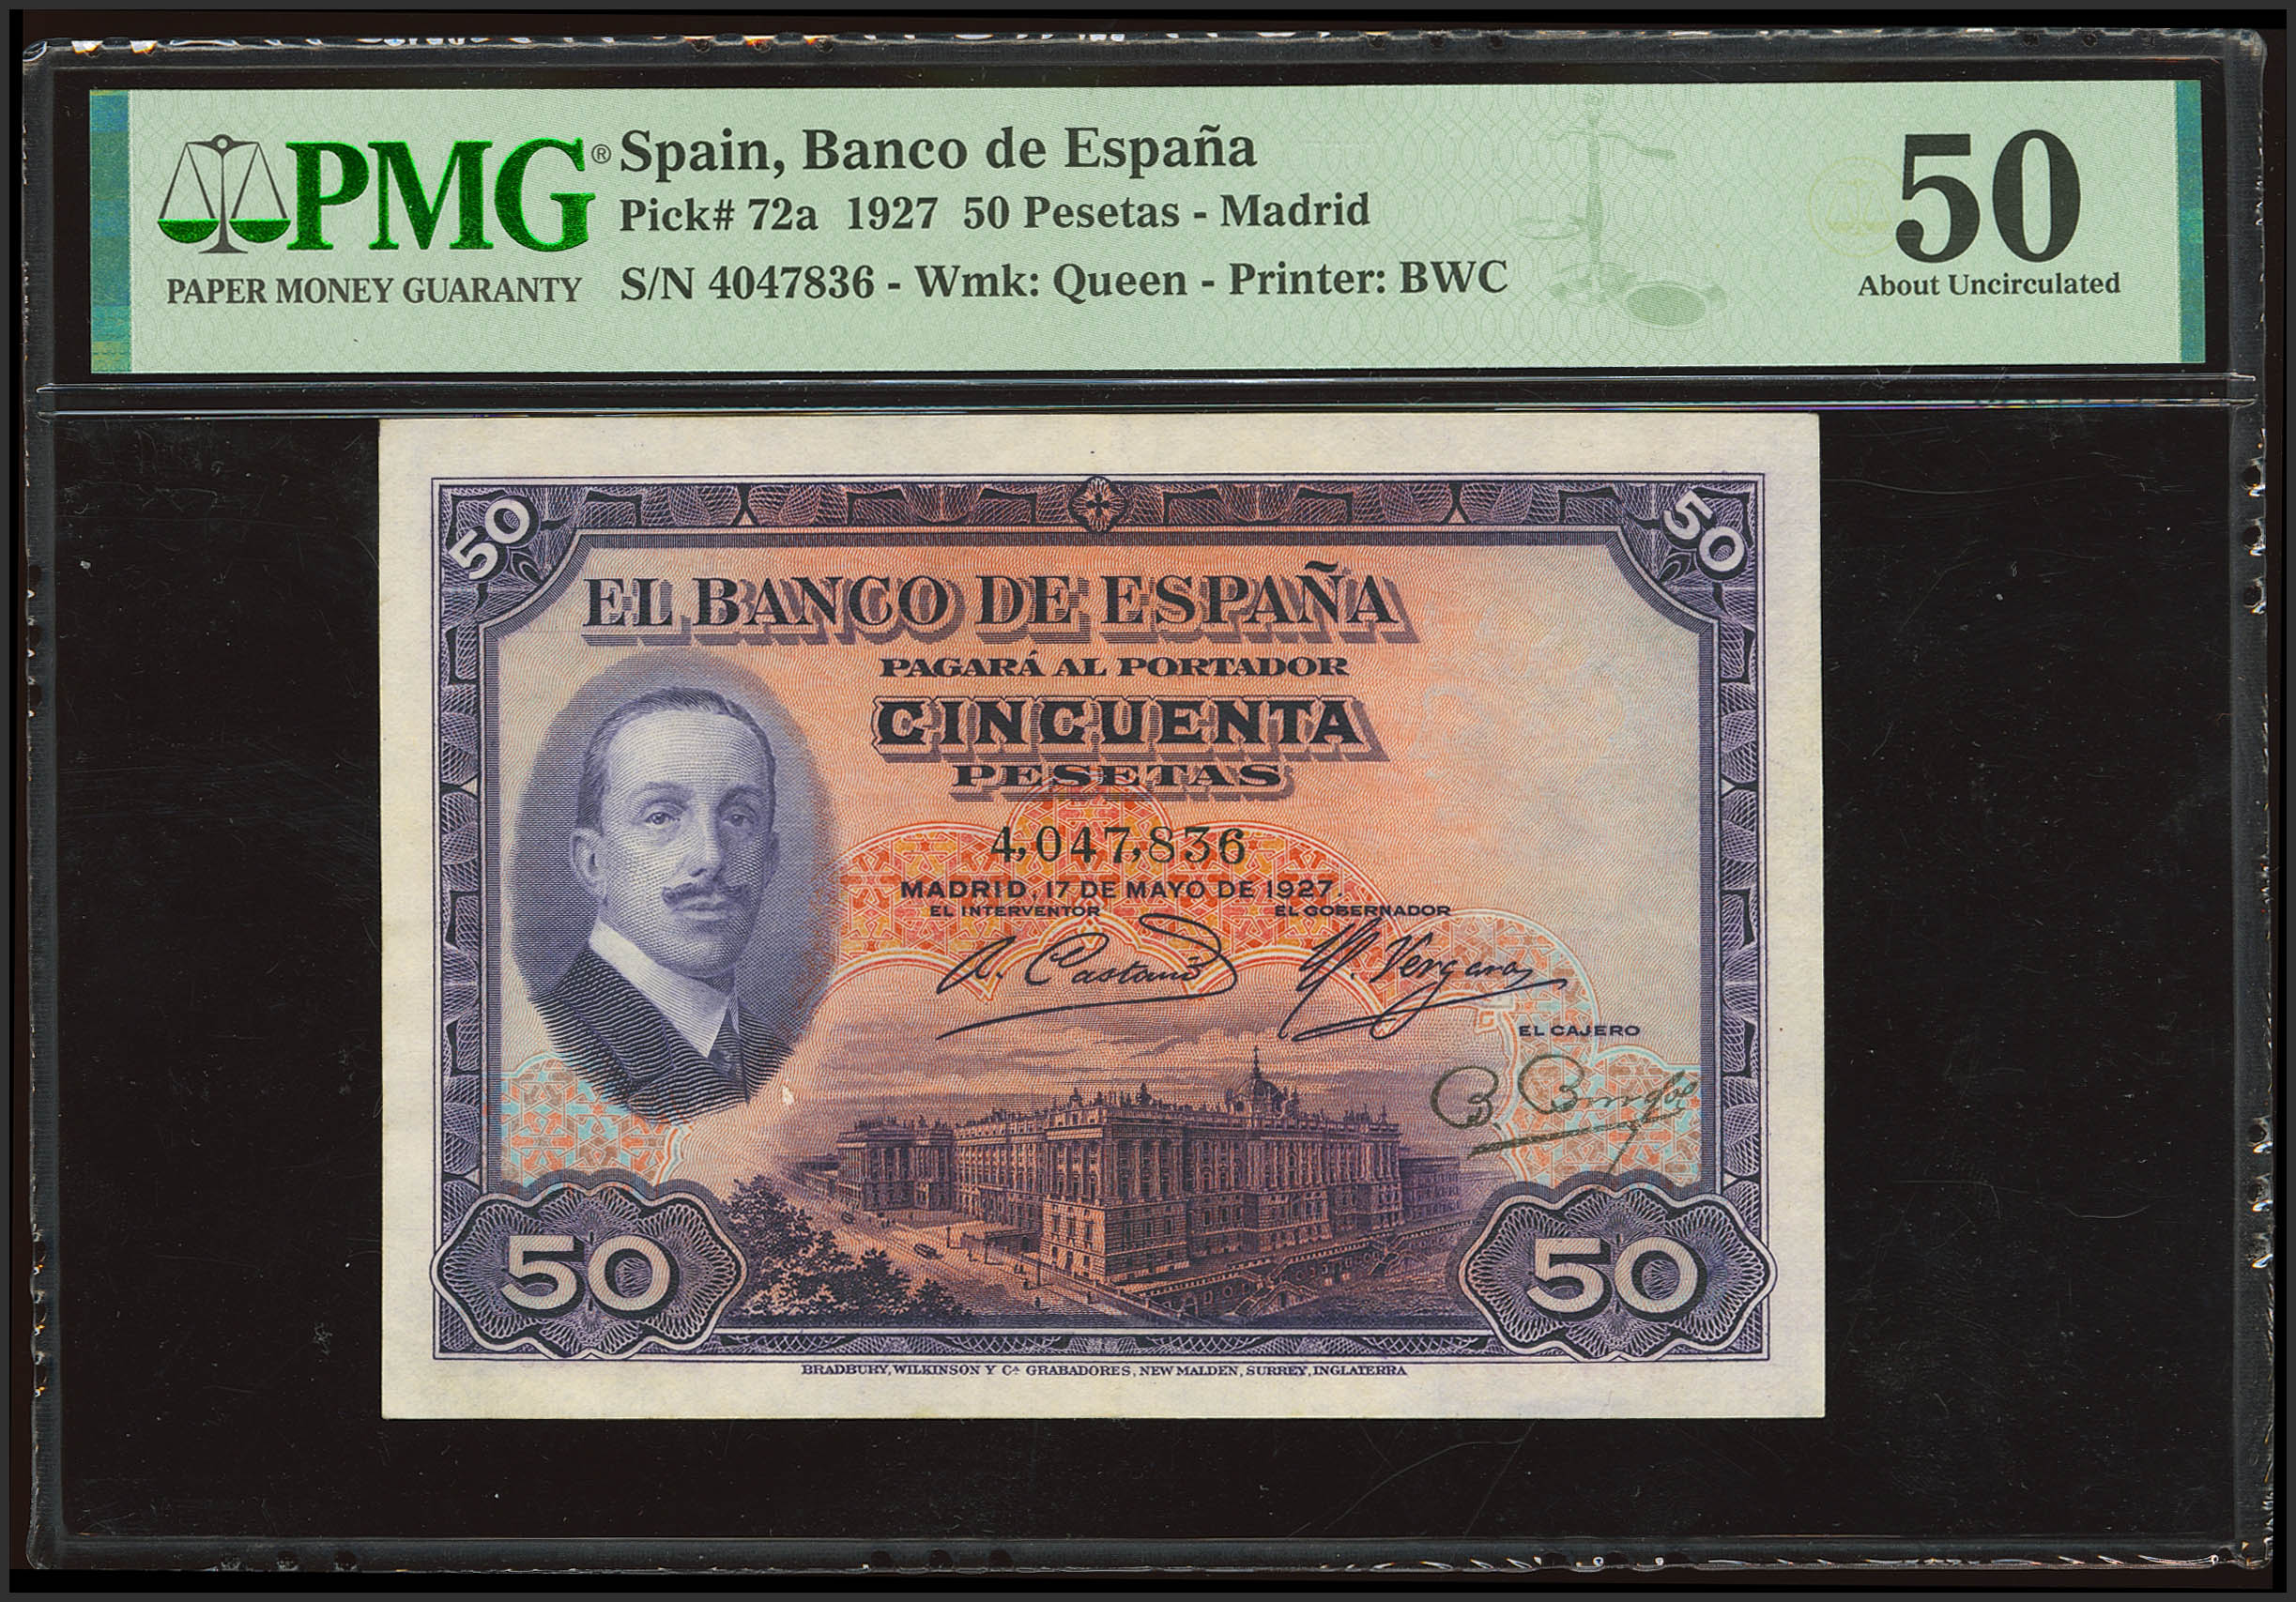 PMG®
PAPER MONEY GUARANTY
Spain, Banco de España
Pick# 72a 1927 50 Pesetas - Madrid
S/N 4047836 - Wmk: Queen - Printer: BWC
50
About Uncirculated
50
50
EL BANCO DE ESPAÑA
PAGARÁ AL PORTADOR
CINCUENTA
PESETAS
4,047,836
MADRID, 17 DE MAYO DE 1927.
EL INTERVENTOR
EL GOBERNADOR
Vergara
EL CAJERO
50
50
BRADBURY, WILKINSON Y Cª GRABADORES, NEW MALDEN, SURREY, INGLATERRA